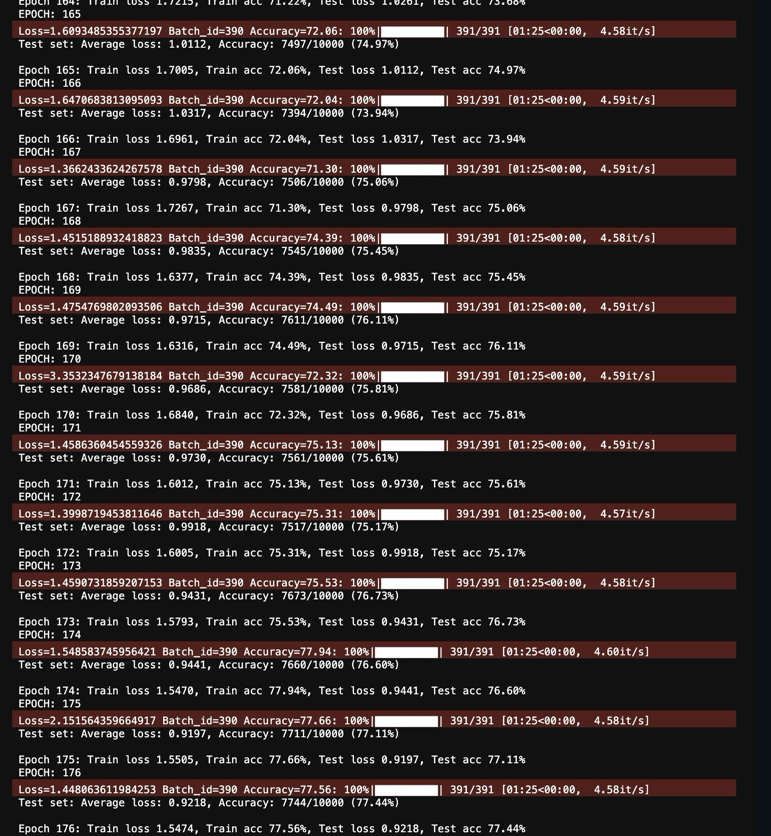 Epoch 164: Train loss 1.7215, Train acc 71.22%, Test loss 1.0261, Test acc 73.68%
EPOCH: 165
Loss=1.6093485355377197 Batch_id=390 Accuracy=72.06: 100%|██████████| 391/391 [01:25<00:00,  4.58it/s]
Test set: Average loss: 1.0112, Accuracy: 7497/10000 (74.97%)
Epoch 165: Train loss 1.7005, Train acc 72.06%, Test loss 1.0112, Test acc 74.97%
EPOCH: 166
Loss=1.6470683813095093 Batch_id=390 Accuracy=72.04: 100%|██████████| 391/391 [01:25<00:00,  4.59it/s]
Test set: Average loss: 1.0317, Accuracy: 7394/10000 (73.94%)
Epoch 166: Train loss 1.6961, Train acc 72.04%, Test loss 1.0317, Test acc 73.94%
EPOCH: 167
Loss=1.3662433624267578 Batch_id=390 Accuracy=71.30: 100%|██████████| 391/391 [01:25<00:00,  4.59it/s]
Test set: Average loss: 0.9798, Accuracy: 7506/10000 (75.06%)
Epoch 167: Train loss 1.7267, Train acc 71.30%, Test loss 0.9798, Test acc 75.06%
EPOCH: 168
Loss=1.4515188932418823 Batch_id=390 Accuracy=74.39: 100%|██████████| 391/391 [01:25<00:00,  4.58it/s]
Test set: Average loss: 0.9835, Accuracy: 7545/10000 (75.45%)
Epoch 168: Train loss 1.6377, Train acc 74.39%, Test loss 0.9835, Test acc 75.45%
EPOCH: 169
Loss=1.4754769802093506 Batch_id=390 Accuracy=74.49: 100%|██████████| 391/391 [01:25<00:00,  4.59it/s]
Test set: Average loss: 0.9715, Accuracy: 7611/10000 (76.11%)
Epoch 169: Train loss 1.6316, Train acc 74.49%, Test loss 0.9715, Test acc 76.11%
EPOCH: 170
Loss=3.3532347679138184 Batch_id=390 Accuracy=72.32: 100%|██████████| 391/391 [01:25<00:00,  4.59it/s]
Test set: Average loss: 0.9686, Accuracy: 7581/10000 (75.81%)
Epoch 170: Train loss 1.6840, Train acc 72.32%, Test loss 0.9686, Test acc 75.81%
EPOCH: 171
Loss=1.4586360454559326 Batch_id=390 Accuracy=75.13: 100%|██████████| 391/391 [01:25<00:00,  4.59it/s]
Test set: Average loss: 0.9730, Accuracy: 7561/10000 (75.61%)
Epoch 171: Train loss 1.6012, Train acc 75.13%, Test loss 0.9730, Test acc 75.61%
EPOCH: 172
Loss=1.3998719453811646 Batch_id=390 Accuracy=75.31: 100%|██████████| 391/391 [01:25<00:00,  4.57it/s]
Test set: Average loss: 0.9918, Accuracy: 7517/10000 (75.17%)
Epoch 172: Train loss 1.6005, Train acc 75.31%, Test loss 0.9918, Test acc 75.17%
EPOCH: 173
Loss=1.4590731859207153 Batch_id=390 Accuracy=75.53: 100%|██████████| 391/391 [01:25<00:00,  4.58it/s]
Test set: Average loss: 0.9431, Accuracy: 7673/10000 (76.73%)
Epoch 173: Train loss 1.5793, Train acc 75.53%, Test loss 0.9431, Test acc 76.73%
EPOCH: 174
Loss=1.548583745956421 Batch_id=390 Accuracy=77.94: 100%|██████████| 391/391 [01:25<00:00,  4.60it/s]
Test set: Average loss: 0.9441, Accuracy: 7660/10000 (76.60%)
Epoch 174: Train loss 1.5470, Train acc 77.94%, Test loss 0.9441, Test acc 76.60%
EPOCH: 175
Loss=2.151564359664917 Batch_id=390 Accuracy=77.66: 100%|██████████| 391/391 [01:25<00:00,  4.58it/s]
Test set: Average loss: 0.9197, Accuracy: 7711/10000 (77.11%)
Epoch 175: Train loss 1.5505, Train acc 77.66%, Test loss 0.9197, Test acc 77.11%
EPOCH: 176
Loss=1.448063611984253 Batch_id=390 Accuracy=77.56: 100%|██████████| 391/391 [01:25<00:00,  4.58it/s]
Test set: Average loss: 0.9218, Accuracy: 7744/10000 (77.44%)
Epoch 176: Train loss 1.5474, Train acc 77.56%, Test loss 0.9218, Test acc 77.44%